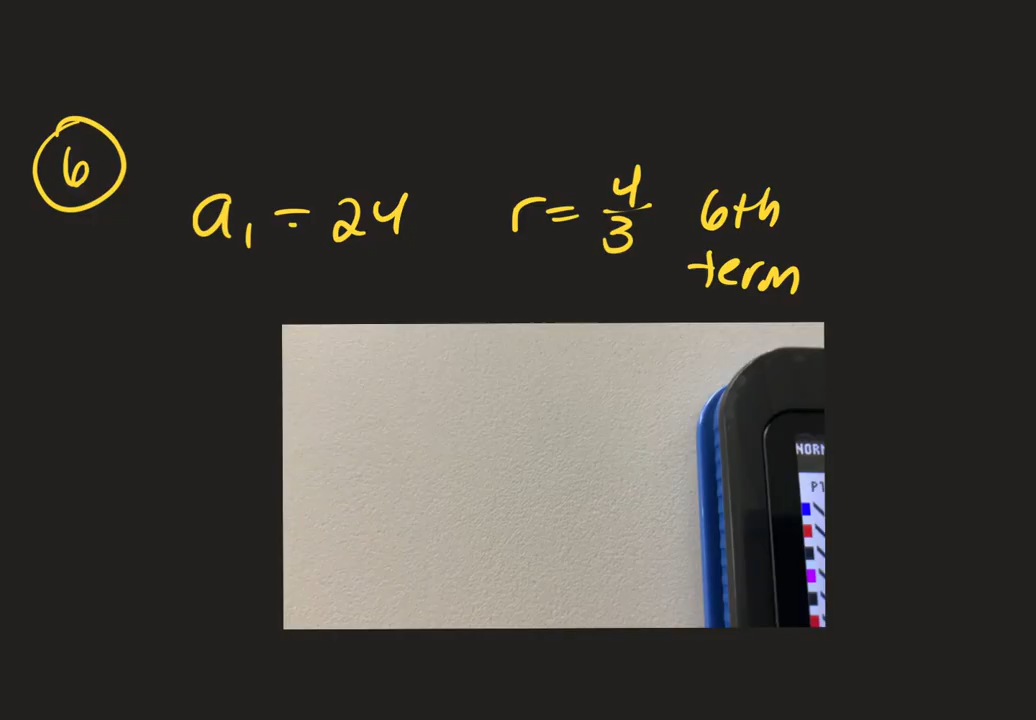 6
a₁ = 24 r = 4/3 6th
term
NORM